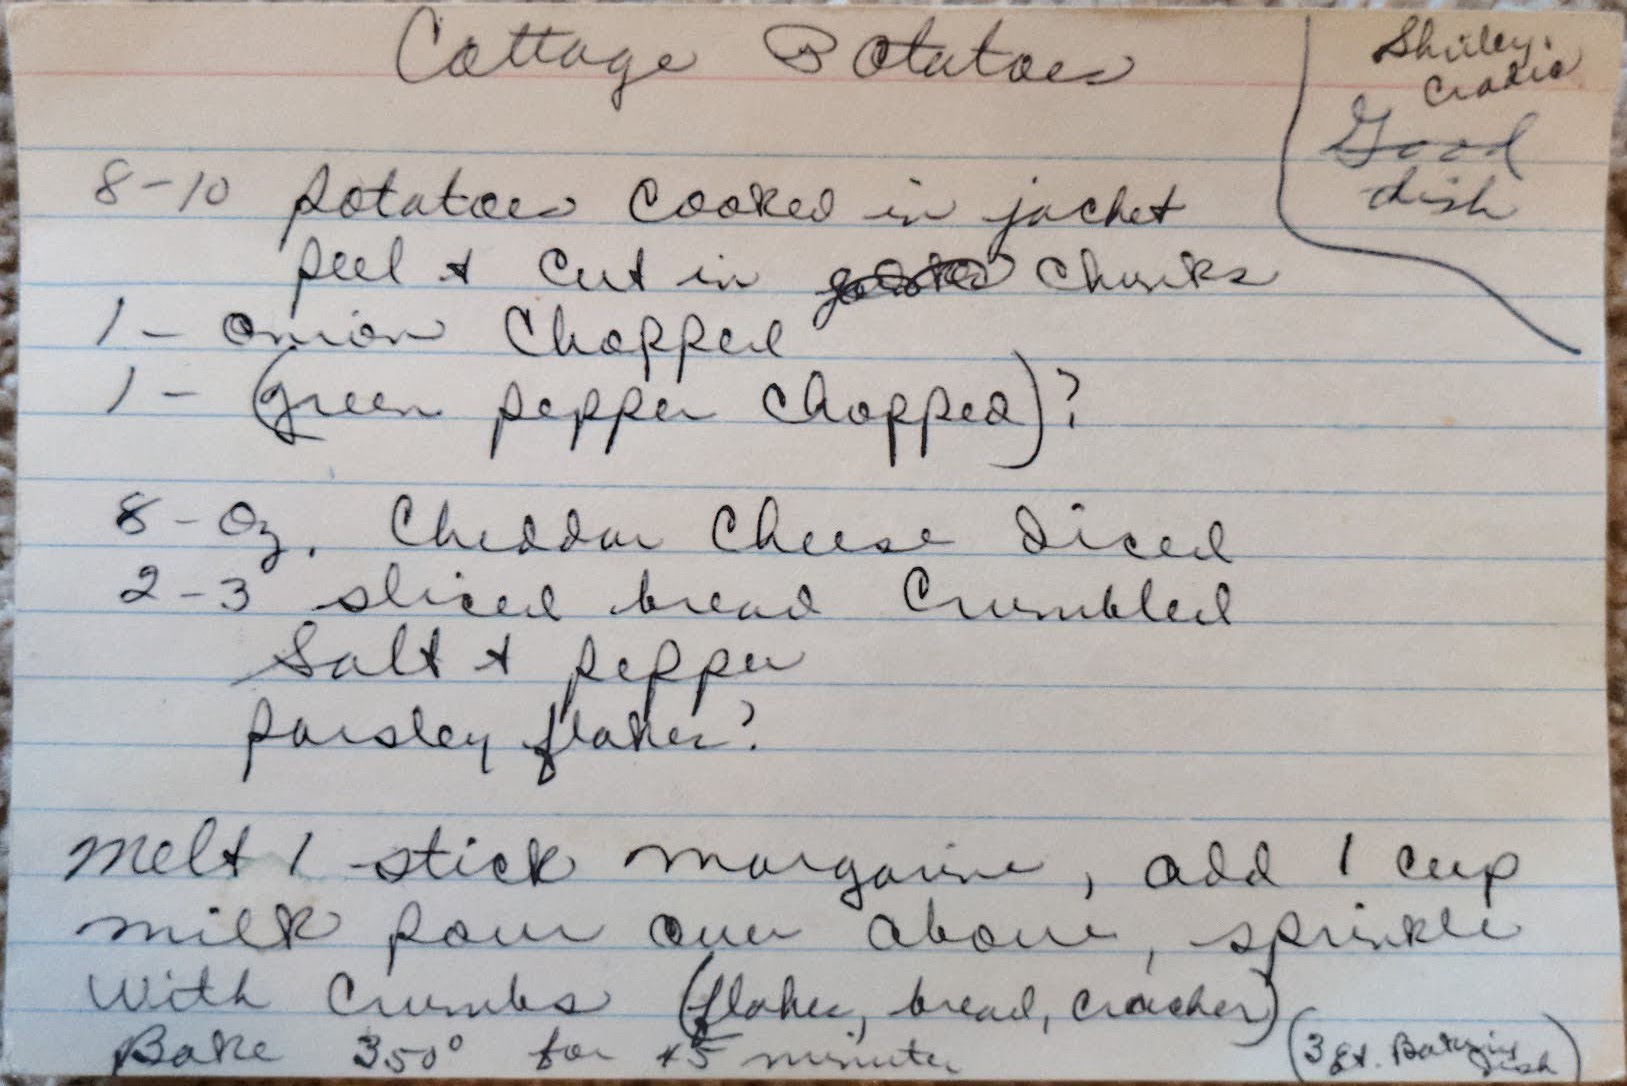 Cottage Potatoes
Shirley
Good
dish
8-10 potatoes cooked in jacket
peel & cut in chunks
1 - onion chopped
1 - (green pepper chopped)?
8 - oz. Cheddar Cheese diced
2-3 sliced bread crumbled
Salt & pepper
parsley flakes?
Melt 1 stick margarine, add 1 cup
milk pour over above, sprinkle
with crumbs (flakes, bread, cracker)
Bake 350° for 45 minutes
(3 qt. Baking
dish)